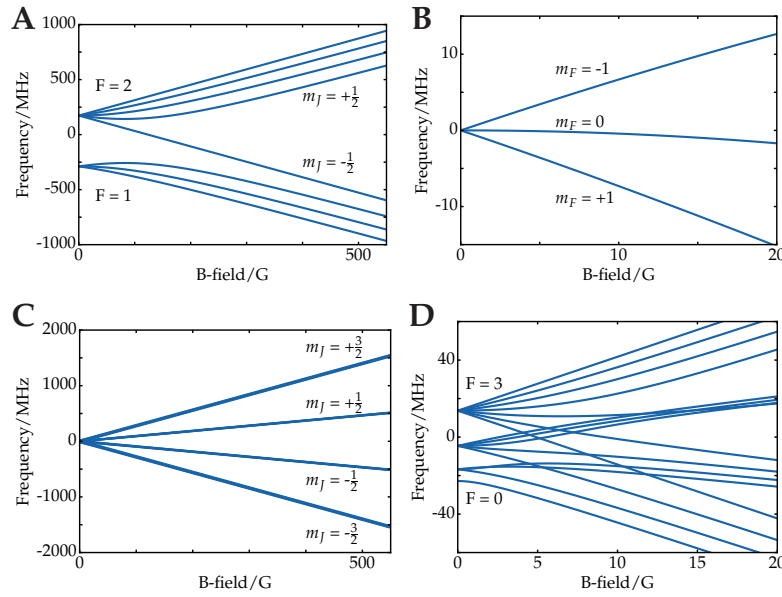 A
Frequency/MHz
1000
500
0
-500
-1000
F = 2
m_J = +1/2
m_J = -1/2
F = 1
0
500
B-field/G
B
Frequency/MHz
10
0
-10
m_F = -1
m_F = 0
m_F = +1
0
10
20
B-field/G
C
Frequency/MHz
2000
1000
0
-1000
-2000
m_J = +3/2
m_J = +1/2
m_J = -1/2
m_J = -3/2
0
500
B-field/G
D
Frequency/MHz
40
0
-40
F = 3
F = 0
0
5
10
15
20
B-field/G